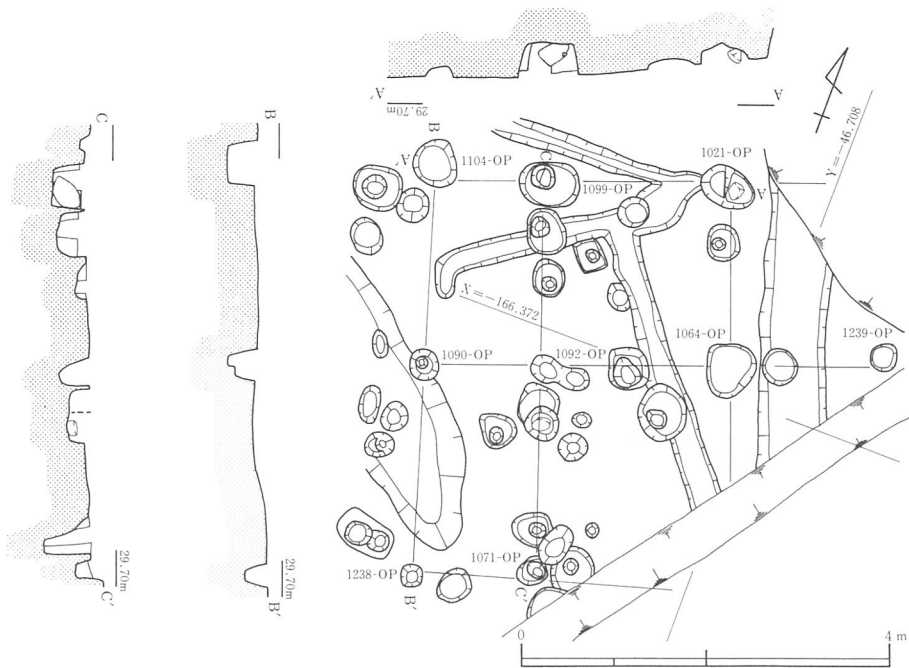 A'
29.70m
A
C
B
B
A'
1104-OP
C
1099-OP
1021-OP
A
Y=-46.708
X=-166.372
1090-OP
1092-OP
1064-OP
1239-OP
1238-OP
B'
1071-OP
C'
29.70m
C'
29.70m
B'
0
4 m